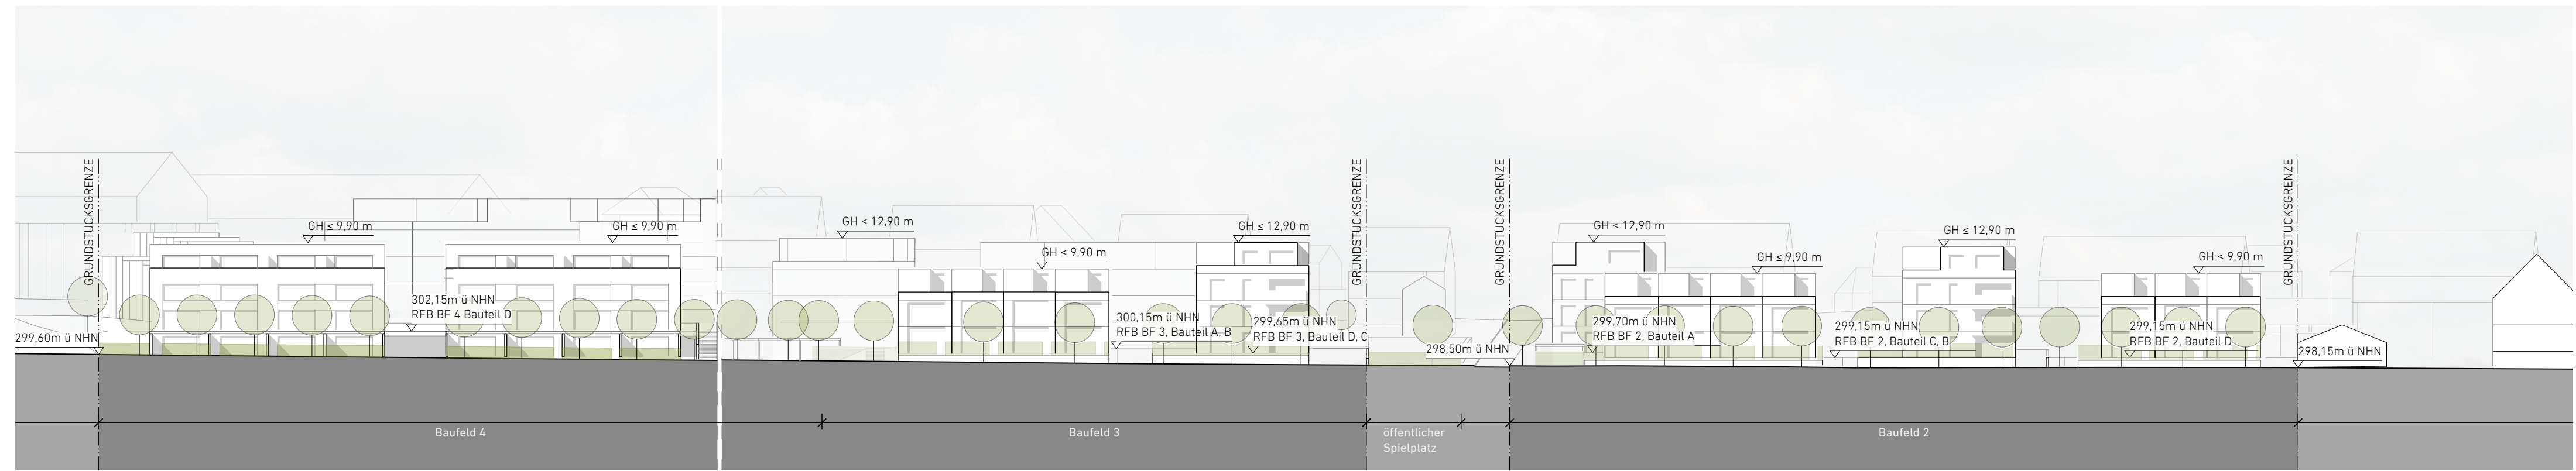 GRUNDSTÜCKSGRENZE
299,60m ü NHN
GH ≤ 9,90 m
302,15m ü NHN
RFB BF 4 Bauteil D
GH ≤ 9,90 m
GH ≤ 12,90 m
GH ≤ 9,90 m
300,15m ü NHN
RFB BF 3, Bauteil A, B
GH ≤ 12,90 m
299,65m ü NHN
RFB BF 3, Bauteil D, C
GRUNDSTÜCKSGRENZE
298,50m ü NHN
GRUNDSTÜCKSGRENZE
GH ≤ 12,90 m
299,70m ü NHN
RFB BF 2, Bauteil A
GH ≤ 9,90 m
GH ≤ 12,90 m
299,15m ü NHN
RFB BF 2, Bauteil C, B
GH ≤ 9,90 m
299,15m ü NHN
RFB BF 2, Bauteil D
GRUNDSTÜCKSGRENZE
298,15m ü NHN
Baufeld 4
Baufeld 3
öffentlicher
Spielplatz
Baufeld 2